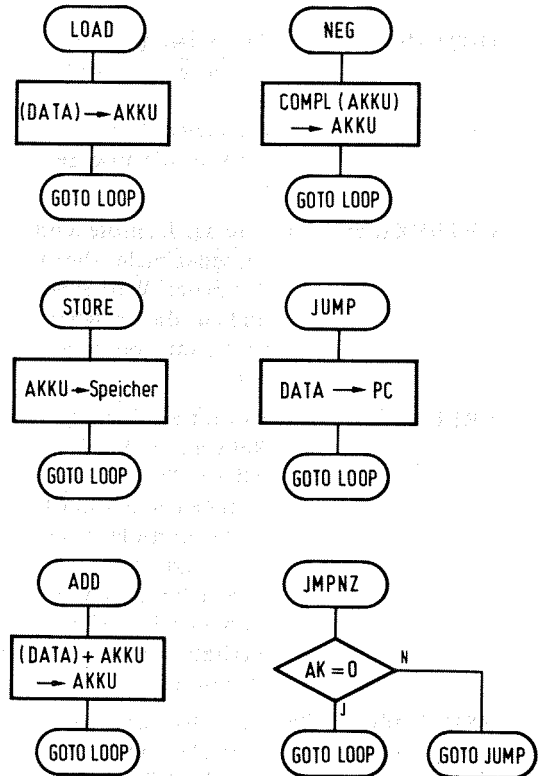 LOAD
(DATA) → AKKU
GOTO LOOP
NEG
COMPL (AKKU)
→ AKKU
GOTO LOOP
STORE
AKKU → Speicher
GOTO LOOP
JUMP
DATA → PC
GOTO LOOP
ADD
(DATA) + AKKU
→ AKKU
GOTO LOOP
JMPNZ
AK = 0
N
J
GOTO LOOP
GOTO JUMP